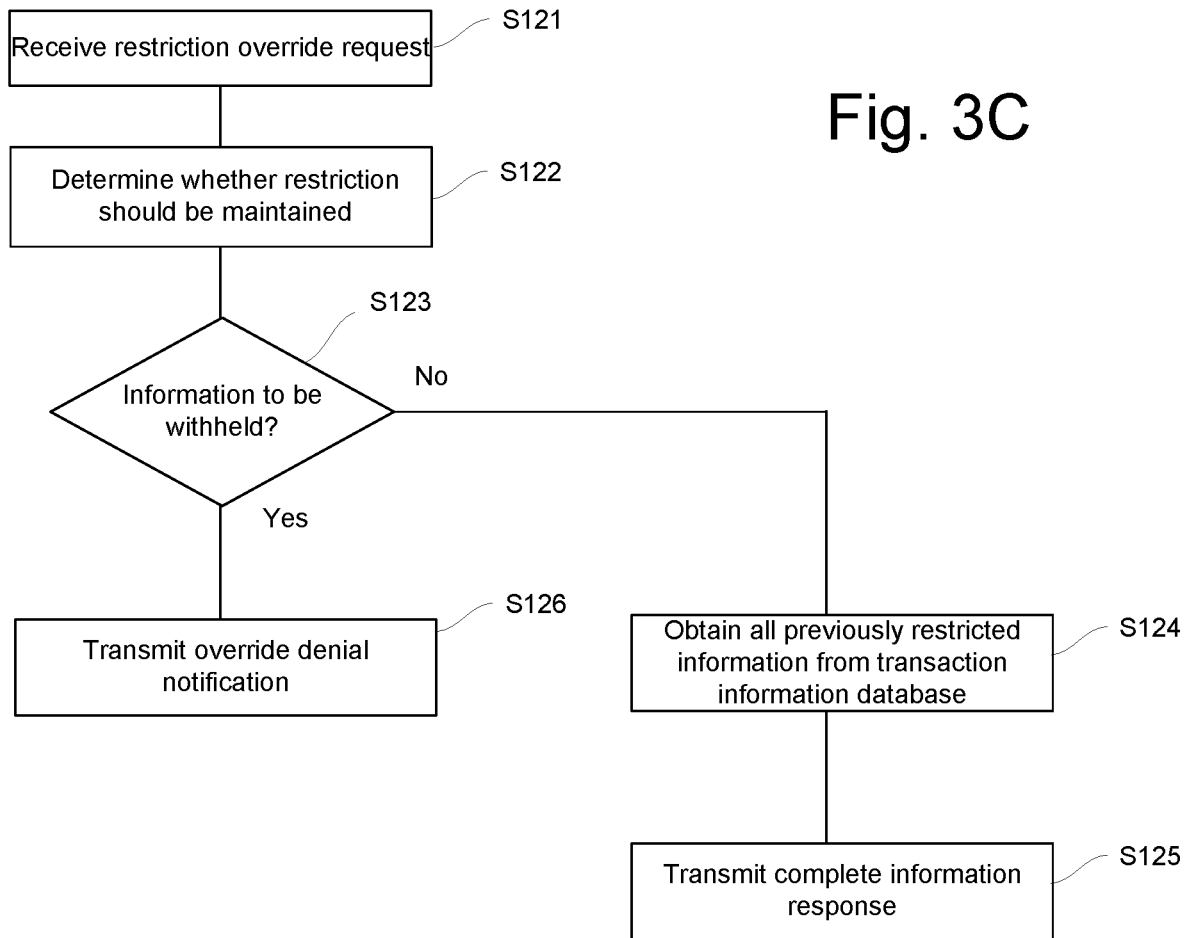 Receive restriction override request
S121
Fig. 3C
Determine whether restriction
should be maintained
S122
S123
Information to be
withheld?
No
Yes
Transmit override denial
notification
S126
Obtain all previously restricted
information from transaction
information database
S124
Transmit complete information
response
S125